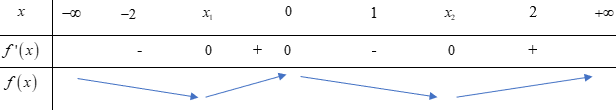 x −∞ −2 x₁ 0 1 x₂ 2 +∞
f'(x) - 0 + 0 - 0 +
f(x)